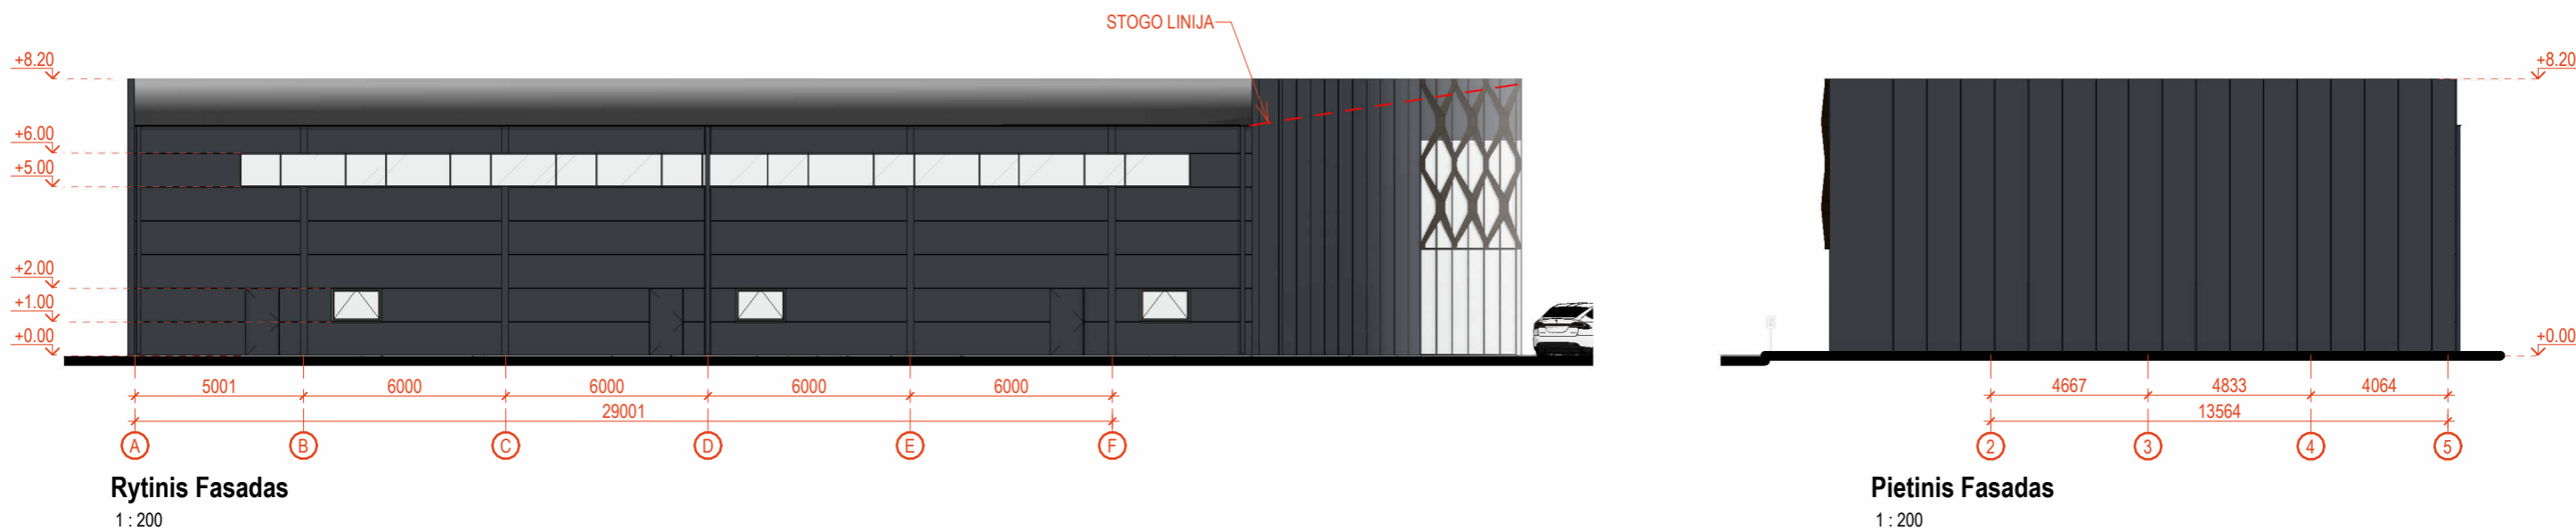 STOGO LINIJA
+8.20
+6.00
+5.00
+2.00
+1.00
+0.00
5001 6000 6000 6000 6000
29001
A B C D E F
Rytinis Fasadas
1 : 200
+8.20
+0.00
4667 4833 4064
13564
2 3 4 5
Pietinis Fasadas
1 : 200